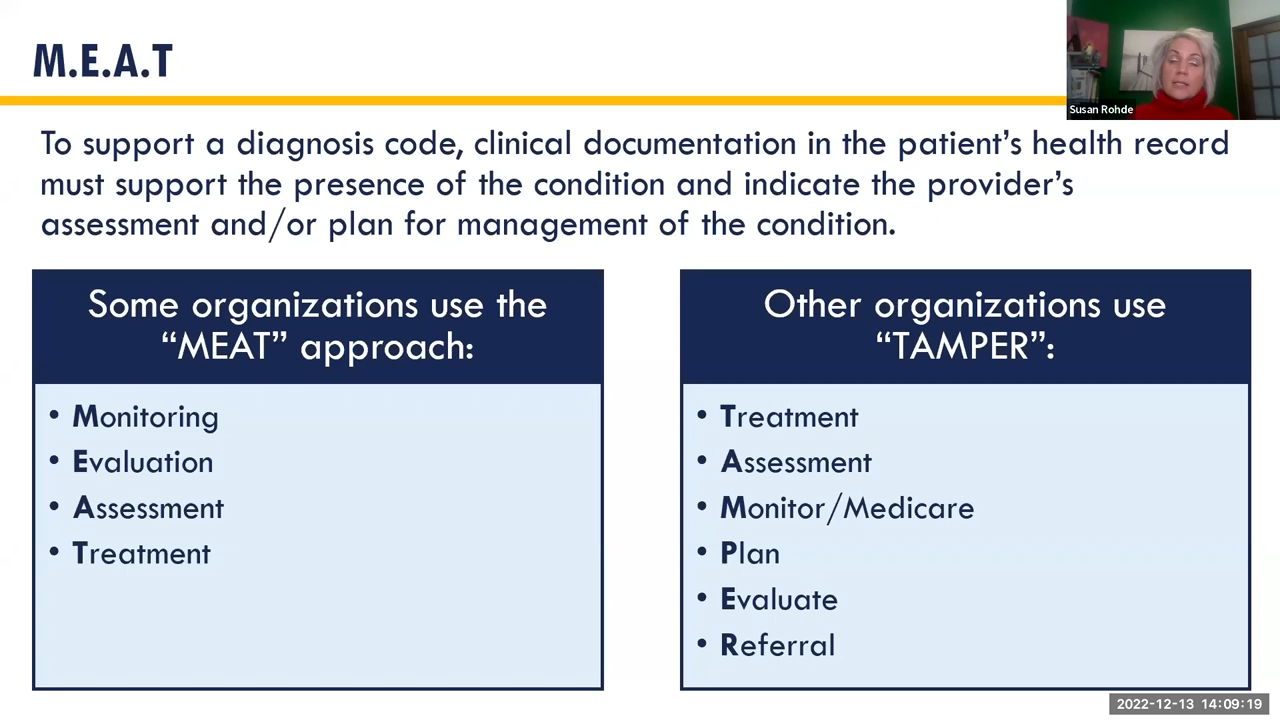 M.E.A.T
Susan Rohde
To support a diagnosis code, clinical documentation in the patient's health record
must support the presence of the condition and indicate the provider's
assessment and/or plan for management of the condition.
Some organizations use the
“MEAT” approach:
• Monitoring
• Evaluation
• Assessment
• Treatment
Other organizations use
“TAMPER”:
• Treatment
• Assessment
• Monitor/Medicare
• Plan
• Evaluate
• Referral
2022-12-13 14:09:19